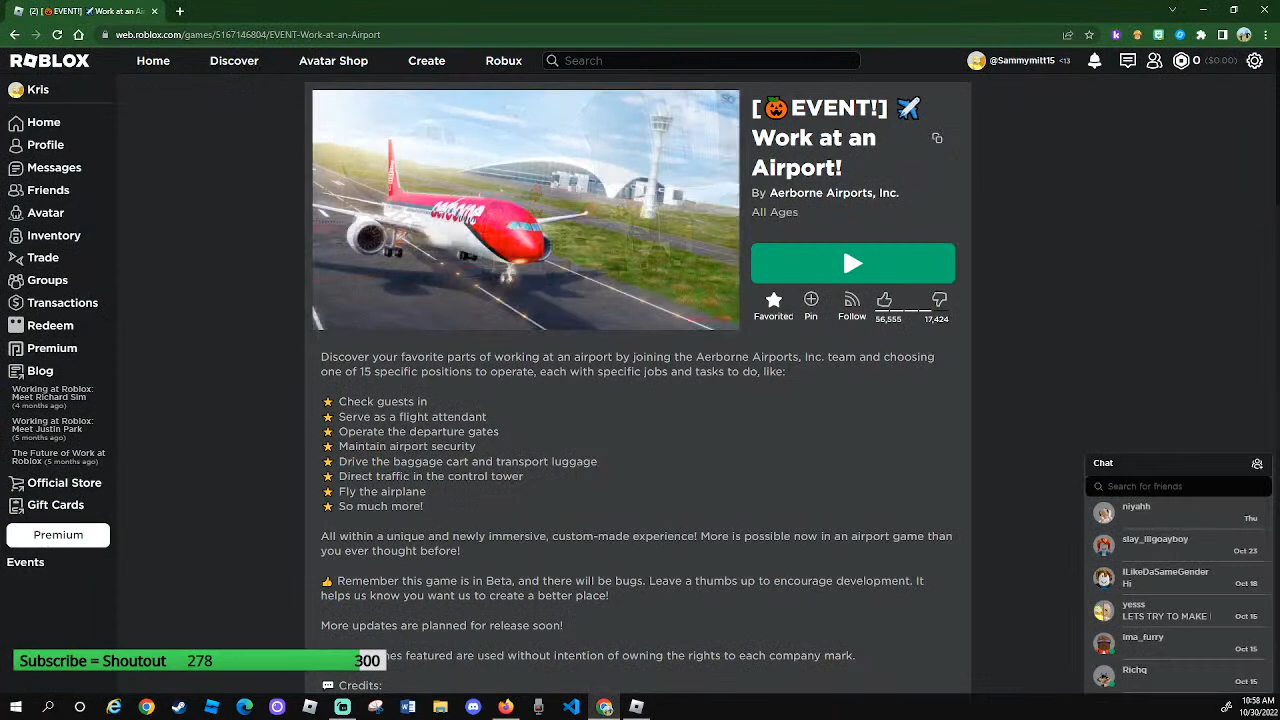 (2) [🎃EVENT!] ✈️Work at an Ai
web.roblox.com/games/5167146804/EVENT-Work-at-an-Airport
ROBLOX Home Discover Avatar Shop Create Robux Search @Sammymitt15 <13 0 ($0.00)
Kris
Home
Profile
Messages
Friends
Avatar
Inventory
Trade
Groups
Transactions
Redeem
Premium
Blog
Working at Roblox:
Meet Richard Sim
(4 months ago)
Working at Roblox:
Meet Justin Park
(5 months ago)
The Future of Work at
Roblox (5 months ago)
Official Store
Gift Cards
Premium
Events
aerborne
[🎃EVENT!] ✈️
Work at an
Airport!
By Aerborne Airports, Inc.
All Ages
Favorited Pin Follow 56,555 17,424
Discover your favorite parts of working at an airport by joining the Aerborne Airports, Inc. team and choosing
one of 15 specific positions to operate, each with specific jobs and tasks to do, like:
⭐ Check guests in
⭐ Serve as a flight attendant
⭐ Operate the departure gates
⭐ Maintain airport security
⭐ Drive the baggage cart and transport luggage
⭐ Direct traffic in the control tower
⭐ Fly the airplane
⭐ So much more!
All within a unique and newly immersive, custom-made experience! More is possible now in an airport game than
you ever thought before!
👍 Remember this game is in Beta, and there will be bugs. Leave a thumbs up to encourage development. It
helps us know you want us to create a better place!
More updates are planned for release soon!
featured are used without intention of owning the rights to each company mark.
💬 Credits:
Subscribe = Shoutout 278 300
Chat
Search for friends
niyahh
Thu
slay_lllgoayboy
Oct 23
ILikeDaSameGender
Hi
Oct 18
yesss
LETS TRY TO MAKE
Oct 15
ima_furry
Oct 15
Richq
Oct 15
10:58 AM